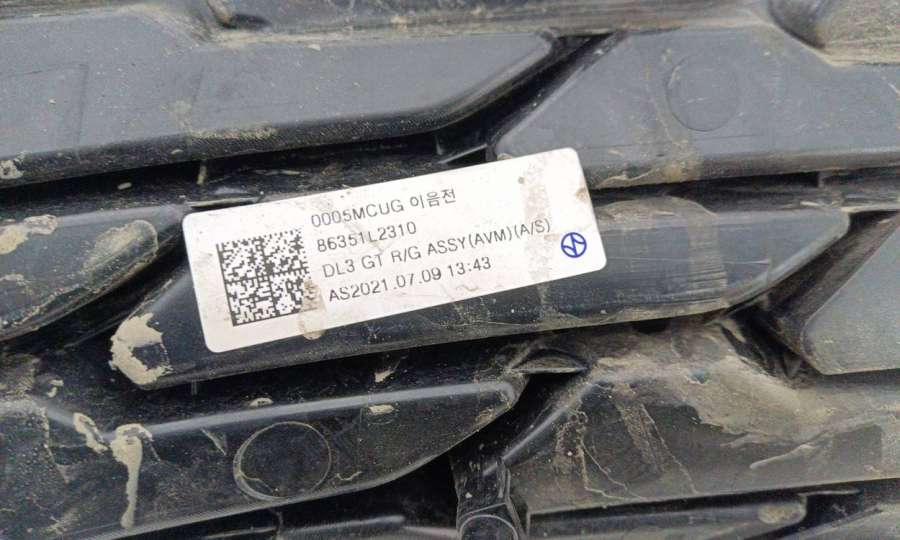 0005MCUG 이음전
86351L2310
DL3 GT R/G ASSY(AVM)(A/S)
AS2021.07.09 13:43